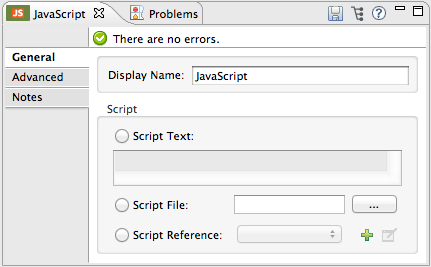 JS JavaScript Problems
There are no errors.
General
Advanced
Notes
Display Name: JavaScript
Script
Script Text:
Script File: ...
Script Reference: